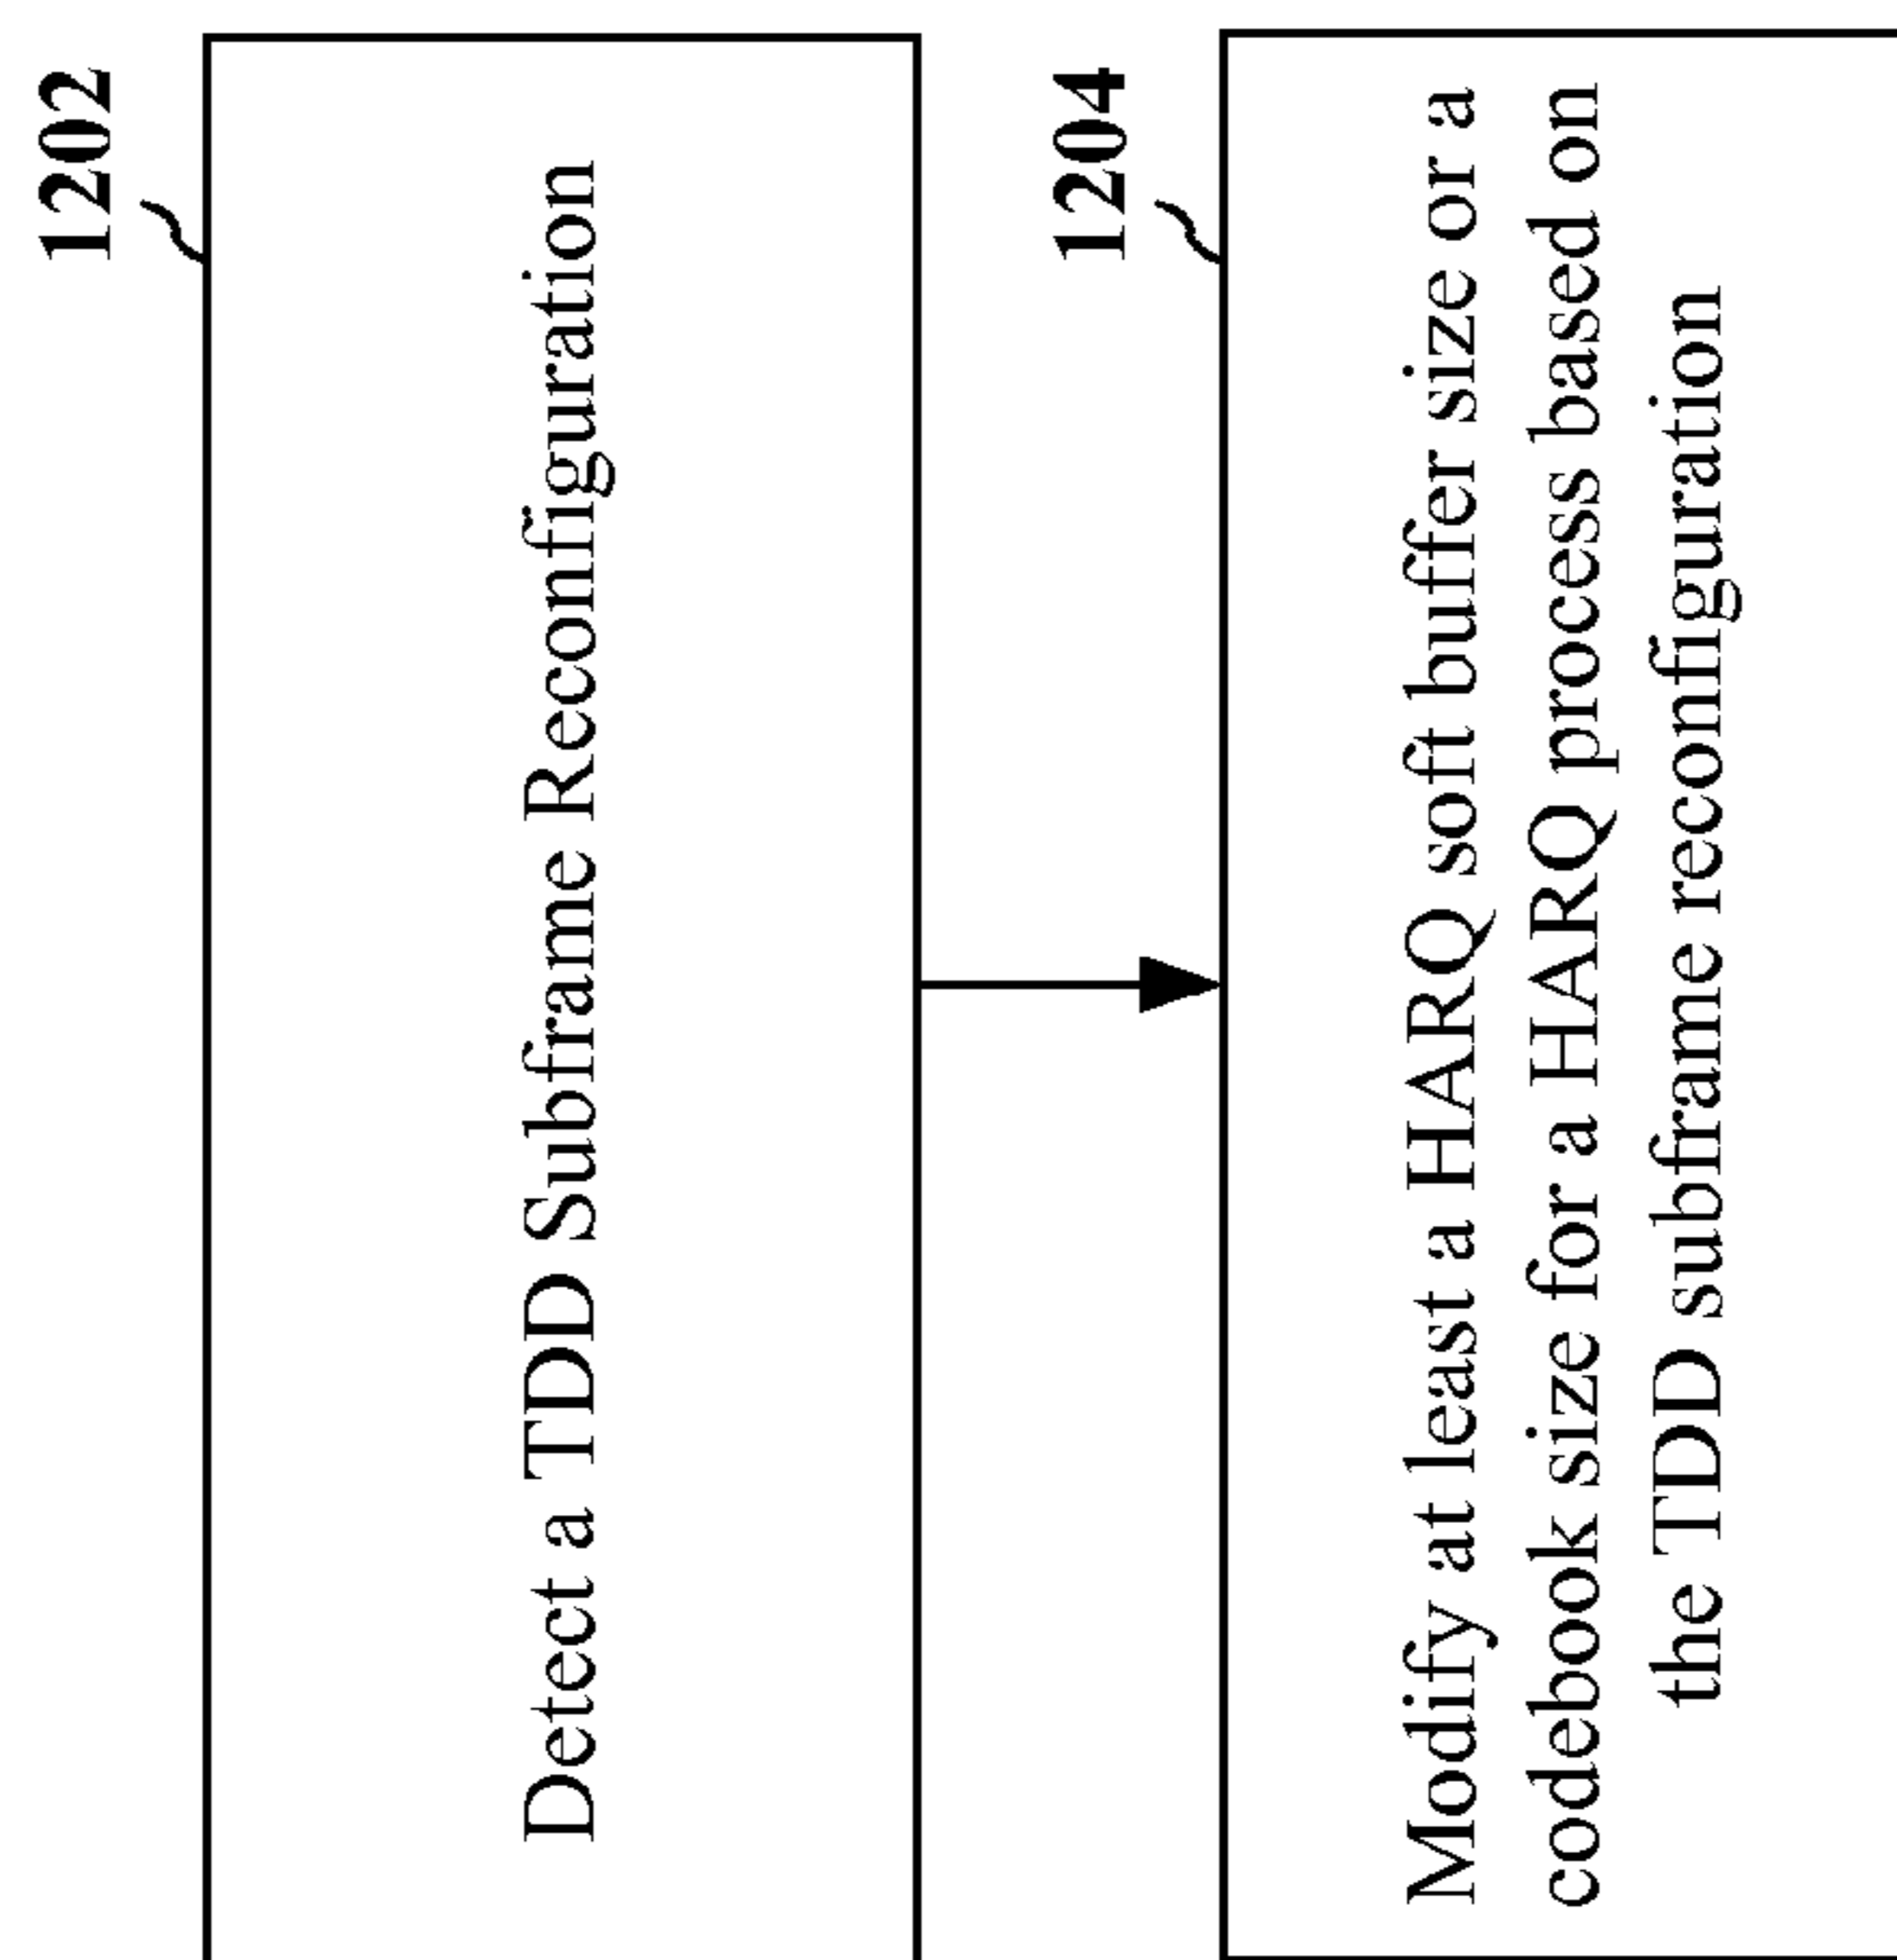 1202
Detect a TDD Subframe Reconfiguration
1204
Modify at least a HARQ soft buffer size or a
codebook size for a HARQ process based on
the TDD subframe reconfiguration